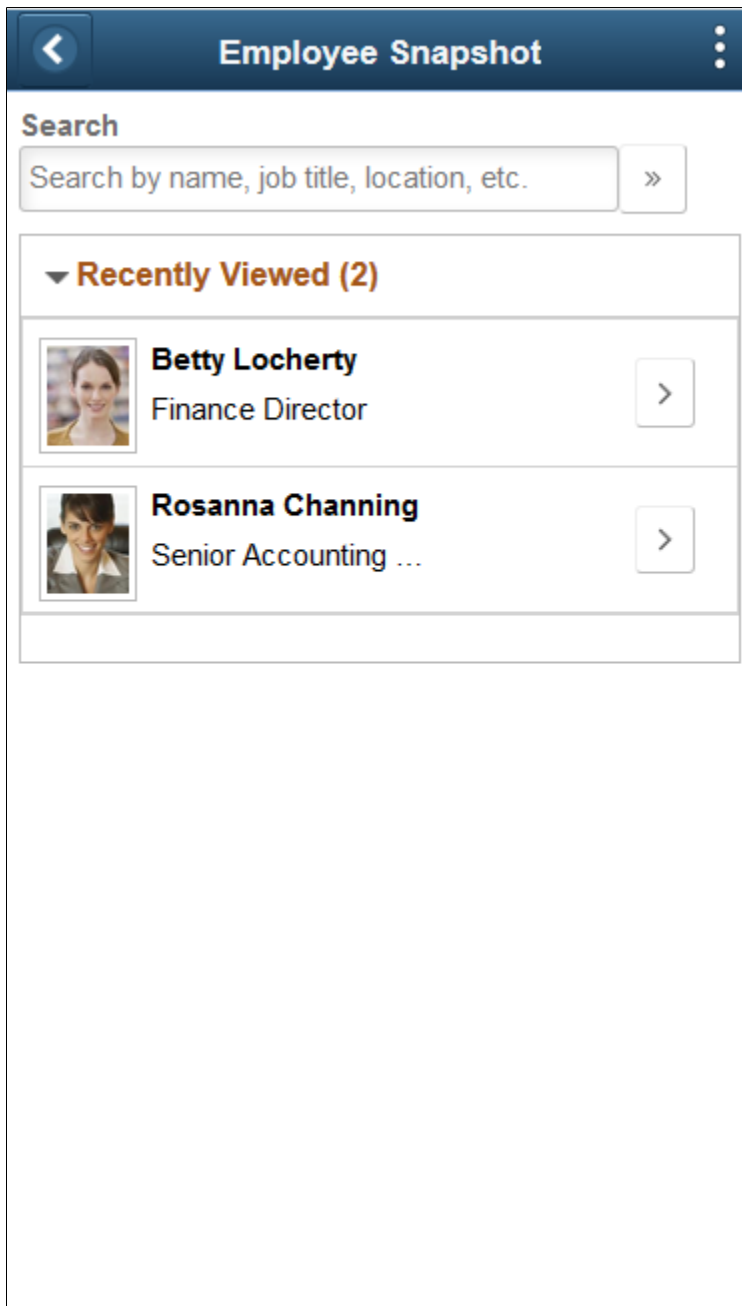 Employee Snapshot
Search
Search by name, job title, location, etc.
»
Recently Viewed (2)
Betty Locherty
Finance Director
Rosanna Channing
Senior Accounting ...